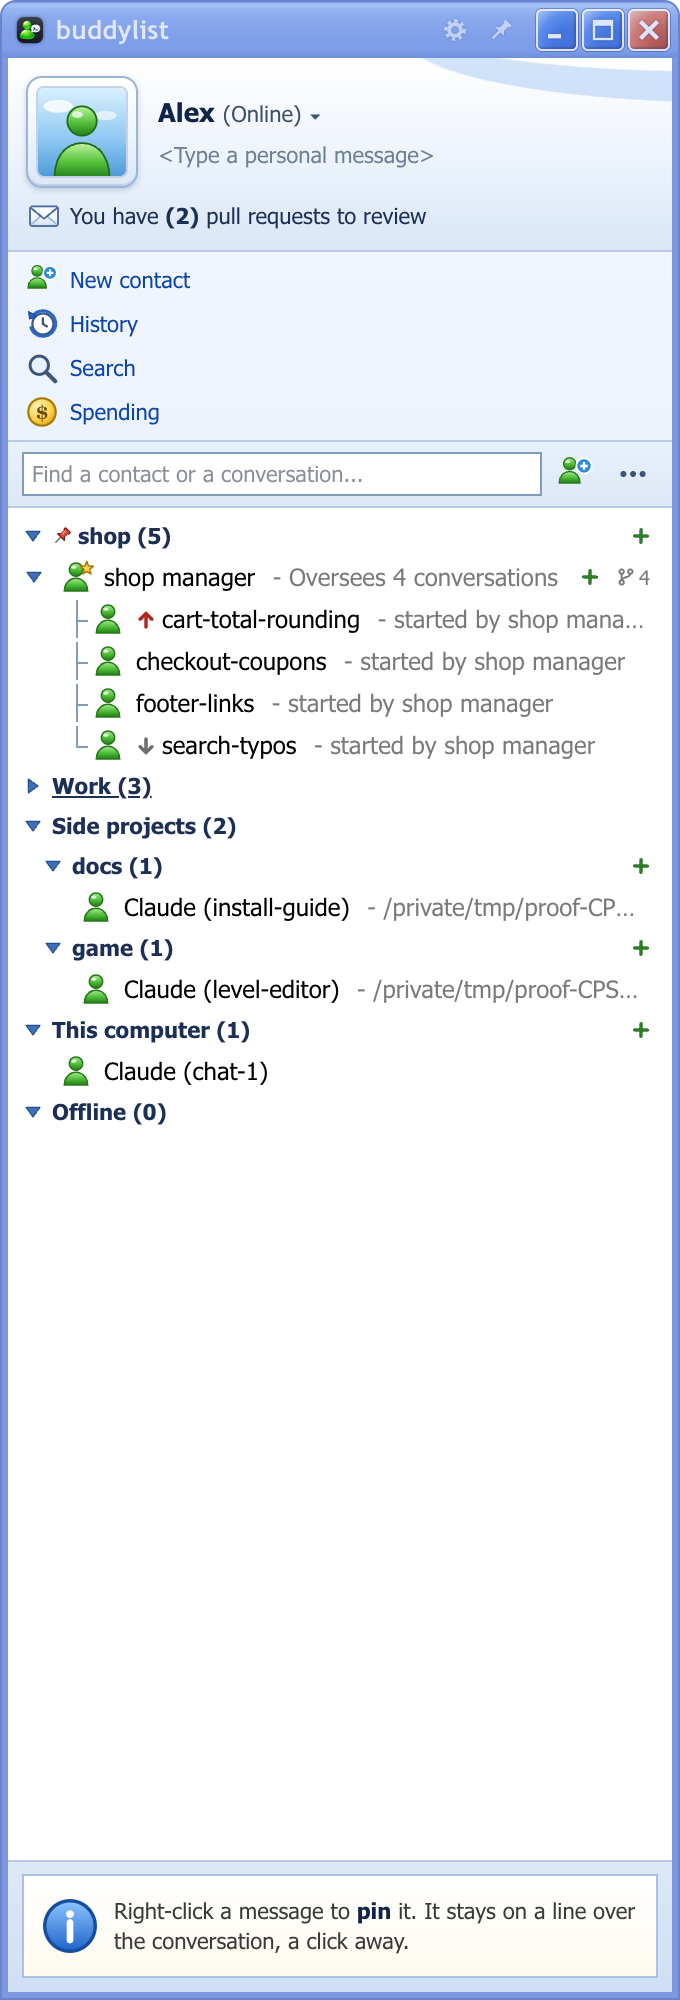 buddylist
Alex (Online)
<Type a personal message>
You have (2) pull requests to review
New contact
History
Search
Spending
Find a contact or a conversation...
shop (5)
shop manager - Oversees 4 conversations 4
cart-total-rounding - started by shop mana...
checkout-coupons - started by shop manager
footer-links - started by shop manager
search-typos - started by shop manager
Work (3)
Side projects (2)
docs (1)
Claude (install-guide) - /private/tmp/proof-CP...
game (1)
Claude (level-editor) - /private/tmp/proof-CPS...
This computer (1)
Claude (chat-1)
Offline (0)
Right-click a message to pin it. It stays on a line over
the conversation, a click away.